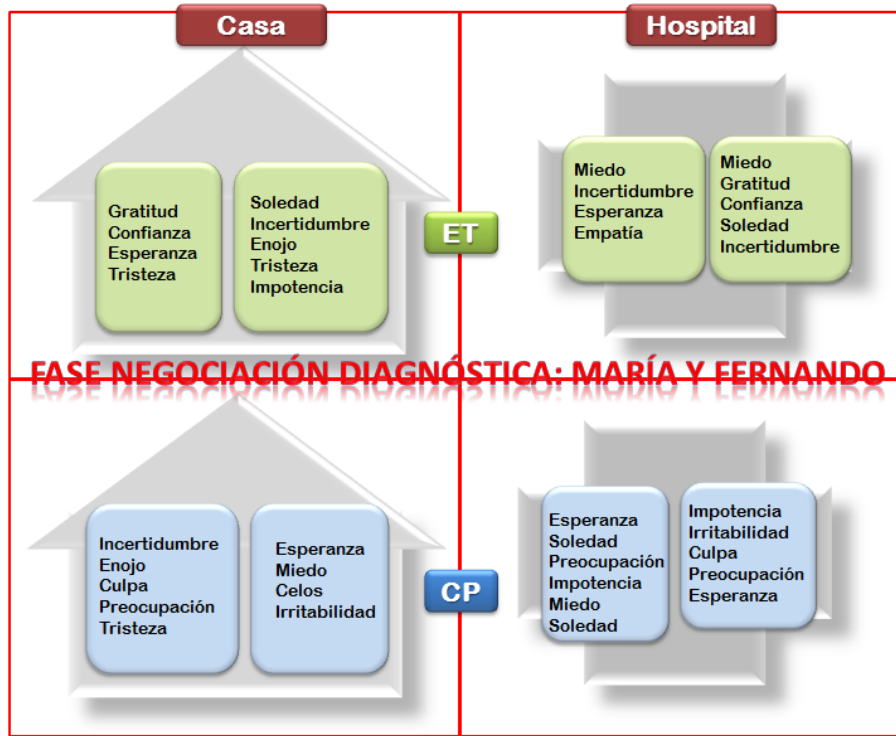 Casa
Hospital
Gratitud
Confianza
Esperanza
Tristeza
Soledad
Incertidumbre
Enojo
Tristeza
Impotencia
ET
Miedo
Incertidumbre
Esperanza
Empatía
Miedo
Gratitud
Confianza
Soledad
Incertidumbre
FASE NEGOCIACIÓN DIAGNÓSTICA: MARÍA Y FERNANDO
Incertidumbre
Enojo
Culpa
Preocupación
Tristeza
Esperanza
Miedo
Celos
Irritabilidad
CP
Esperanza
Soledad
Preocupación
Impotencia
Miedo
Soledad
Impotencia
Irritabilidad
Culpa
Preocupación
Esperanza